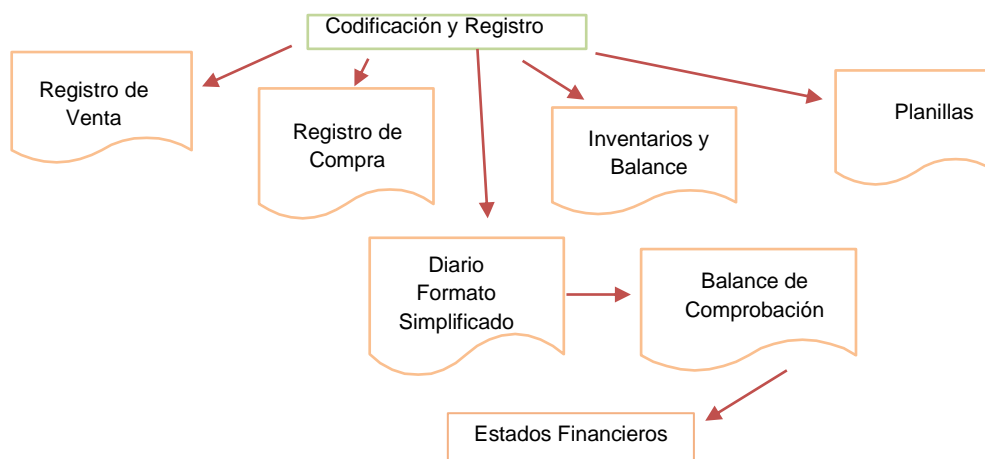 Codificación y Registro
Registro de
Venta
Registro de
Compra
Inventarios y
Balance
Planillas
Diario
Formato
Simplificado
Balance de
Comprobación
Estados Financieros